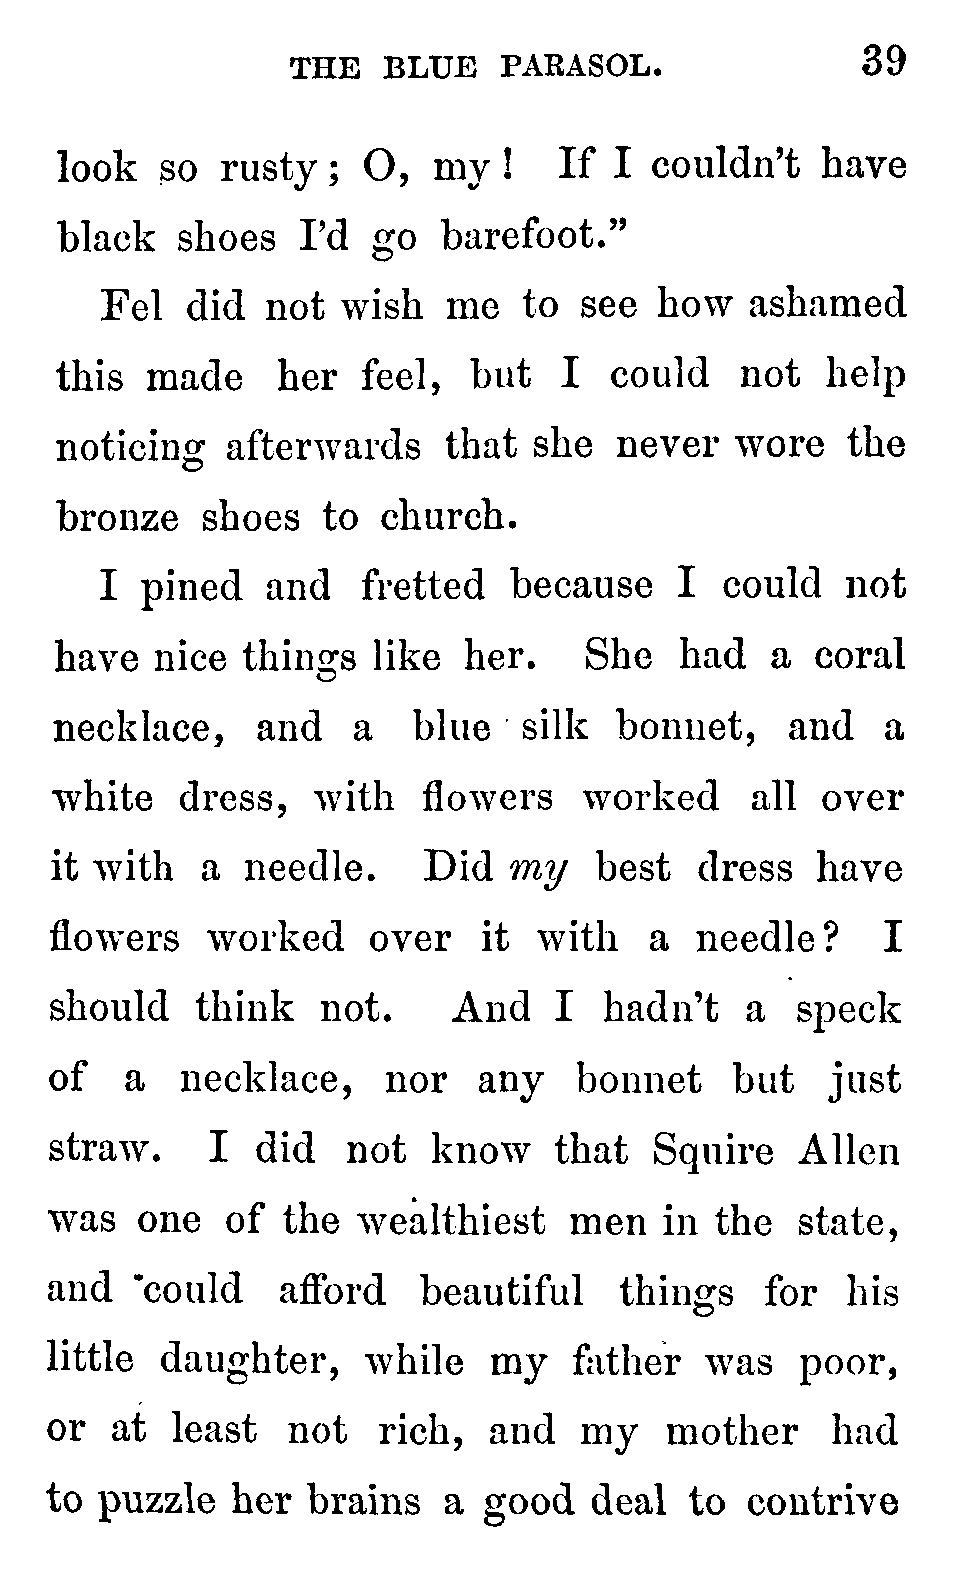 THE BLUE PARASOL. 39
look so rusty; O, my! If I couldn't have
black shoes I'd go barefoot."
Fel did not wish me to see how ashamed
this made her feel, but I could not help
noticing afterwards that she never wore the
bronze shoes to church.
I pined and fretted because I could not
have nice things like her. She had a coral
necklace, and a blue silk bonnet, and a
white dress, with flowers worked all over
it with a needle. Did my best dress have
flowers worked over it with a needle? I
should think not. And I hadn't a speck
of a necklace, nor any bonnet but just
straw. I did not know that Squire Allen
was one of the wealthiest men in the state,
and could afford beautiful things for his
little daughter, while my father was poor,
or at least not rich, and my mother had
to puzzle her brains a good deal to contrive